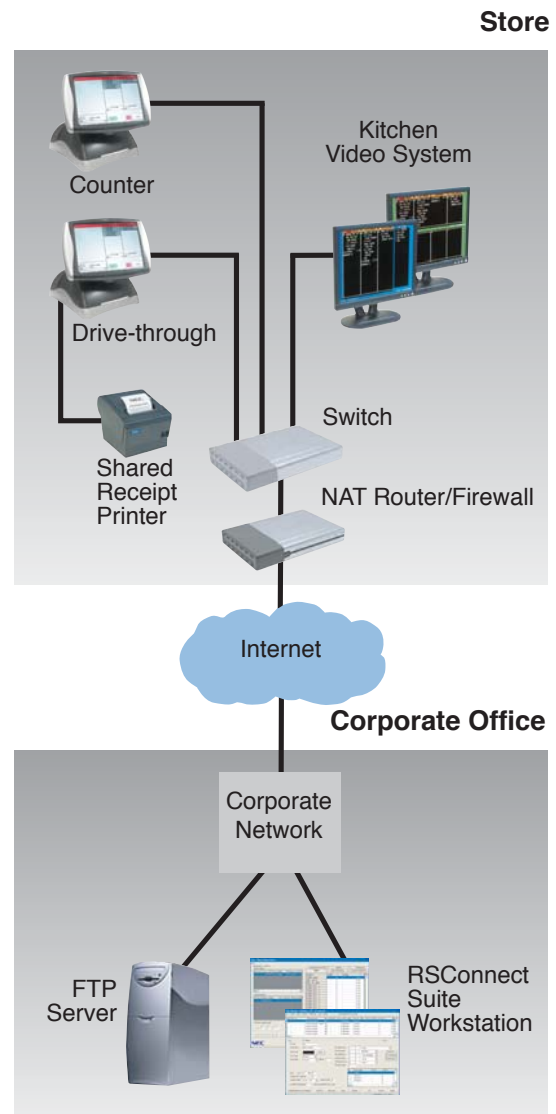 Store
Counter
Kitchen
Video System
Drive-through
Shared
Receipt
Printer
Switch
NAT Router/Firewall
Internet
Corporate Office
Corporate
Network
FTP
Server
RSConnect
Suite
Workstation
NEC